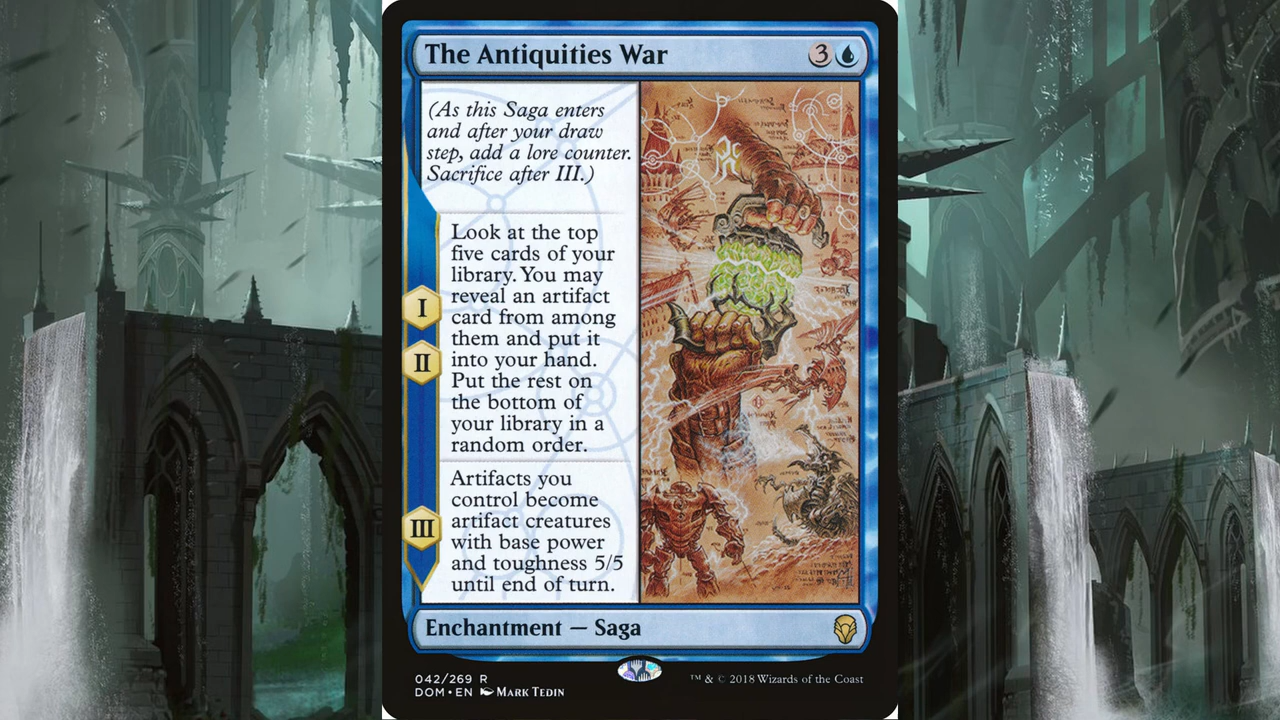 The Antiquities War 3
(As this Saga enters
and after your draw
step, add a lore counter.
Sacrifice after III.)
I
II
Look at the top
five cards of your
library. You may
reveal an artifact
card from among
them and put it
into your hand.
Put the rest on
the bottom of
your library in a
random order.
III
Artifacts you
control become
artifact creatures
with base power
and toughness 5/5
until end of turn.
Enchantment — Saga
042/269 R
DOM • EN MARK TEDIN
™ & © 2018 Wizards of the Coast